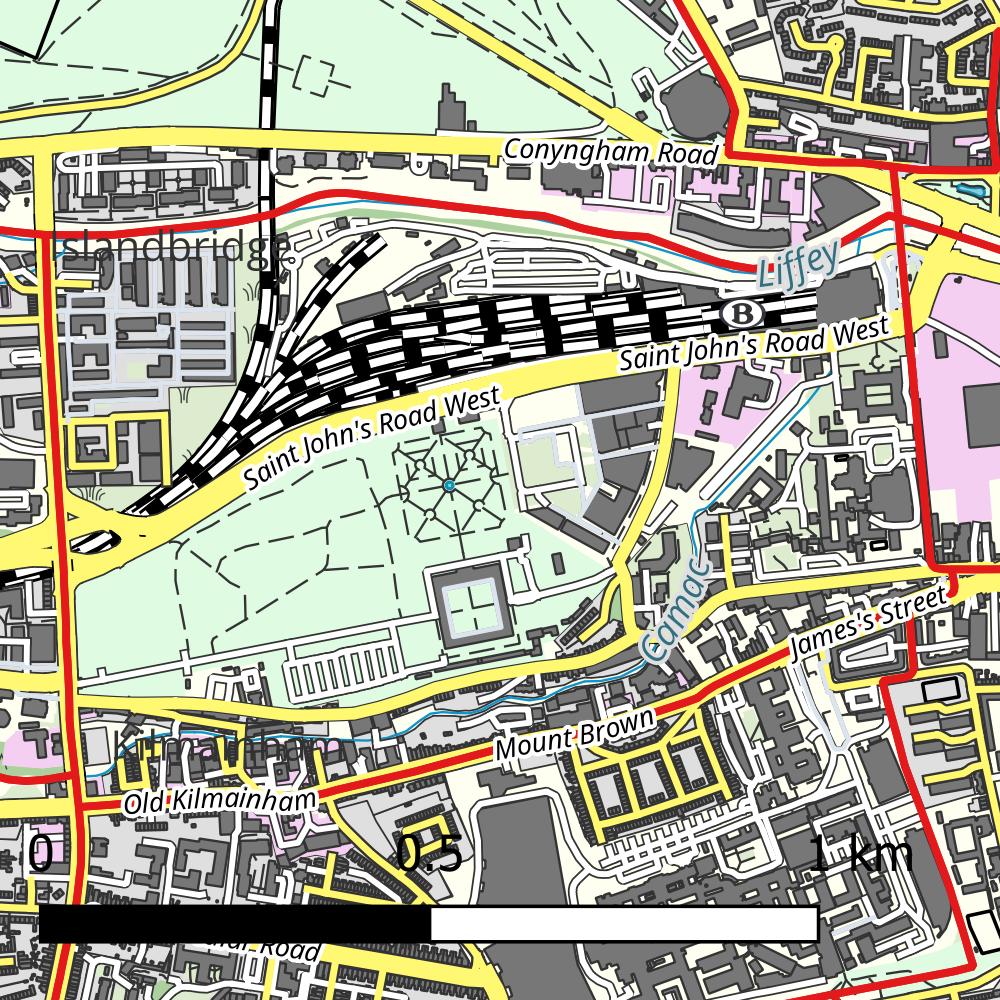 Conyngham Road
Islandbridge
Liffey
B
Saint John's Road West
Saint John's Road West
Camac
James's Street
Mount Brown
Kilmainham
Old Kilmainham
0
0.5
1 km
Road